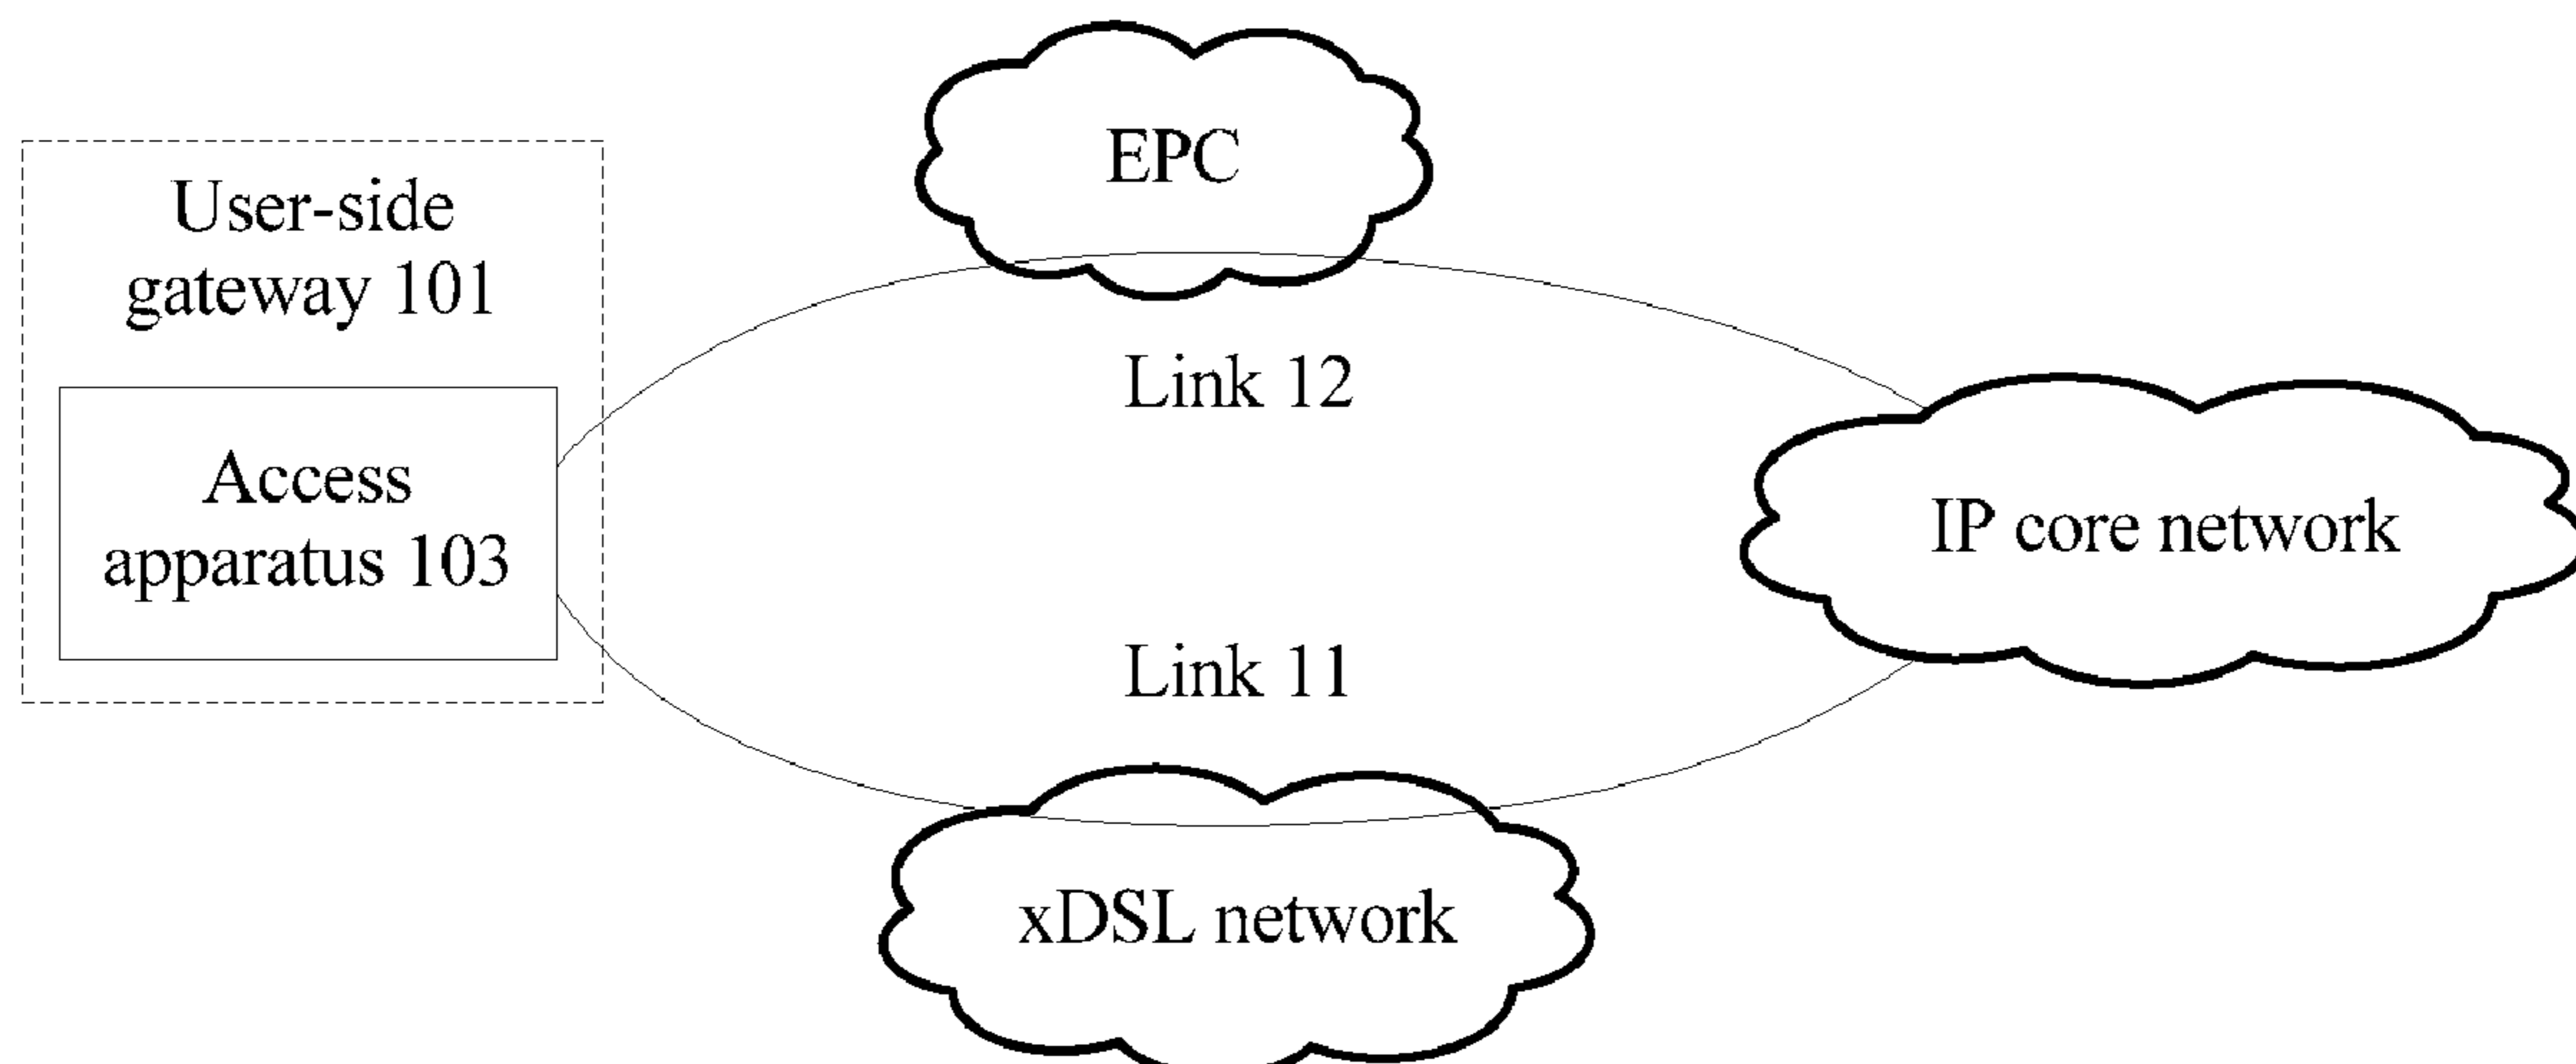 EPC
User-side
gateway 101
Link 12
Access
apparatus 103
IP core network
Link 11
xDSL network